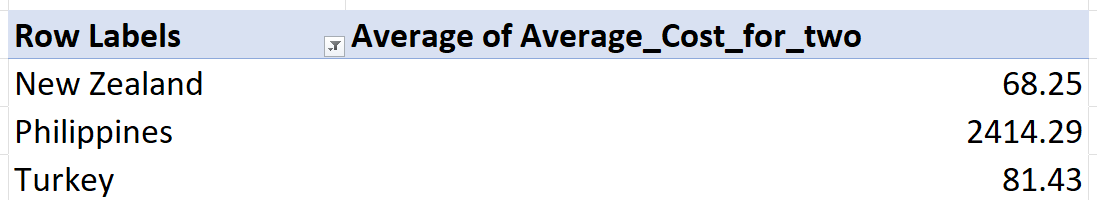 Row Labels Average of Average_Cost_for_two
New Zealand 68.25
Philippines 2414.29
Turkey 81.43